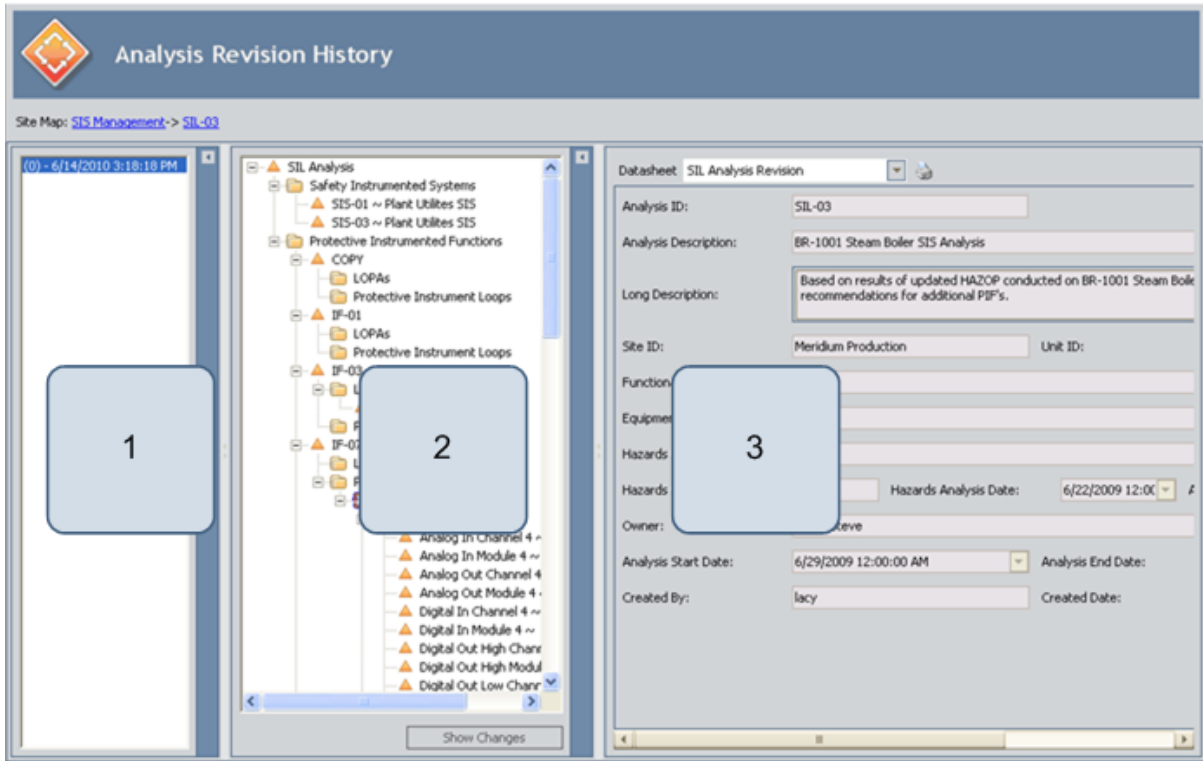 Analysis Revision History
Site Map: SIS Management-> SIL-03
(0) - 6/14/2010 3:18:18 PM
1
SIL Analysis
Safety Instrumented Systems
SIS-01 ~ Plant Utilites SIS
SIS-03 ~ Plant Utilites SIS
Protective Instrumented Functions
COPY
LOPAs
Protective Instrument Loops
IF-01
LOPAs
Protective Instrument Loops
IF-03
IF-07
2
Analog In Channel 4 ~
Analog In Module 4 ~
Analog Out Channel 4
Analog Out Module 4
Digital In Channel 4 ~
Digital In Module 4 ~
Digital Out High Chann
Digital Out High Modul
Digital Out Low Chann
Show Changes
Datasheet SIL Analysis Revision
Analysis ID: SIL-03
Analysis Description: BR-1001 Steam Boiler SIS Analysis
Long Description: Based on results of updated HAZOP conducted on BR-1001 Steam Boile
recommendations for additional PIF's.
Site ID: Meridium Production Unit ID:
Function
Equipmen
Hazards
3
Hazards Hazards Analysis Date: 6/22/2009 12:00
Owner: teve
Analysis Start Date: 6/29/2009 12:00:00 AM Analysis End Date:
Created By: lacy Created Date: